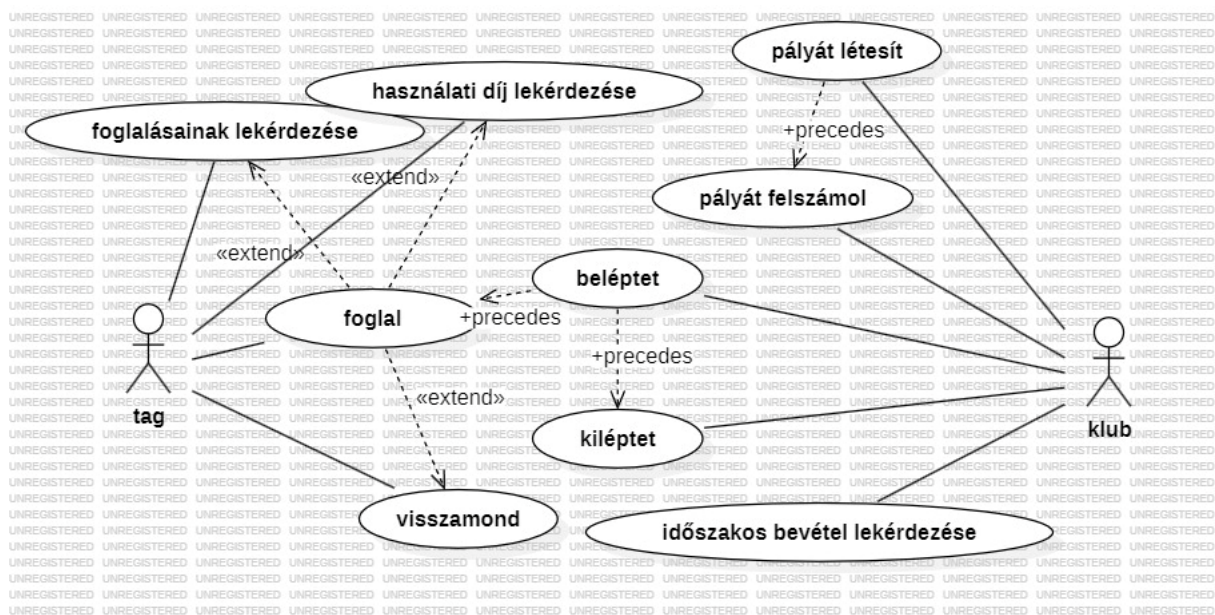 pályát létesít
használati díj lekérdezése
foglalásainak lekérdezése
+precedes
«extend»
pályát felszámol
«extend»
beléptet
foglal
+precedes
+precedes
«extend»
tag
klub
kiléptet
visszamond
időszakos bevétel lekérdezése
UNREGISTERED